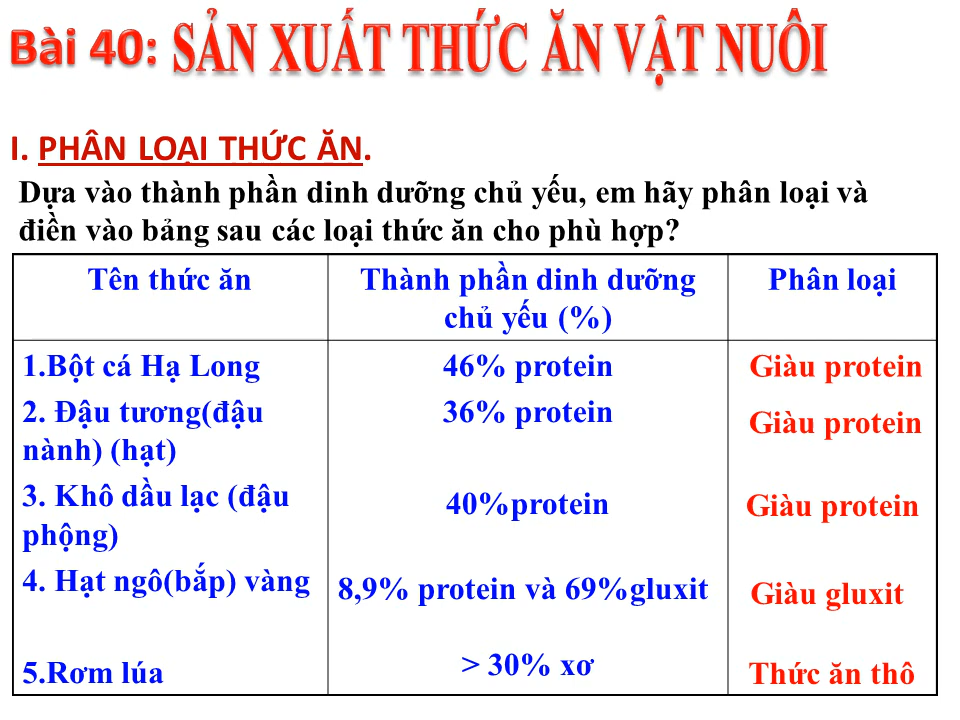 Bài 40: SẢN XUẤT THỨC ĂN VẬT NUÔI
I. PHÂN LOẠI THỨC ĂN.
Dựa vào thành phần dinh dưỡng chủ yếu, em hãy phân loại và
điền vào bảng sau các loại thức ăn cho phù hợp?
Tên thức ăn
Thành phần dinh dưỡng
chủ yếu (%)
Phân loại
1.Bột cá Hạ Long
46% protein
Giàu protein
2. Đậu tương(đậu
nành) (hạt)
36% protein
Giàu protein
3. Khô dầu lạc (đậu
phộng)
40%protein
Giàu protein
4. Hạt ngô(bắp) vàng
8,9% protein và 69%gluxit
Giàu gluxit
5.Rơm lúa
> 30% xơ
Thức ăn thô